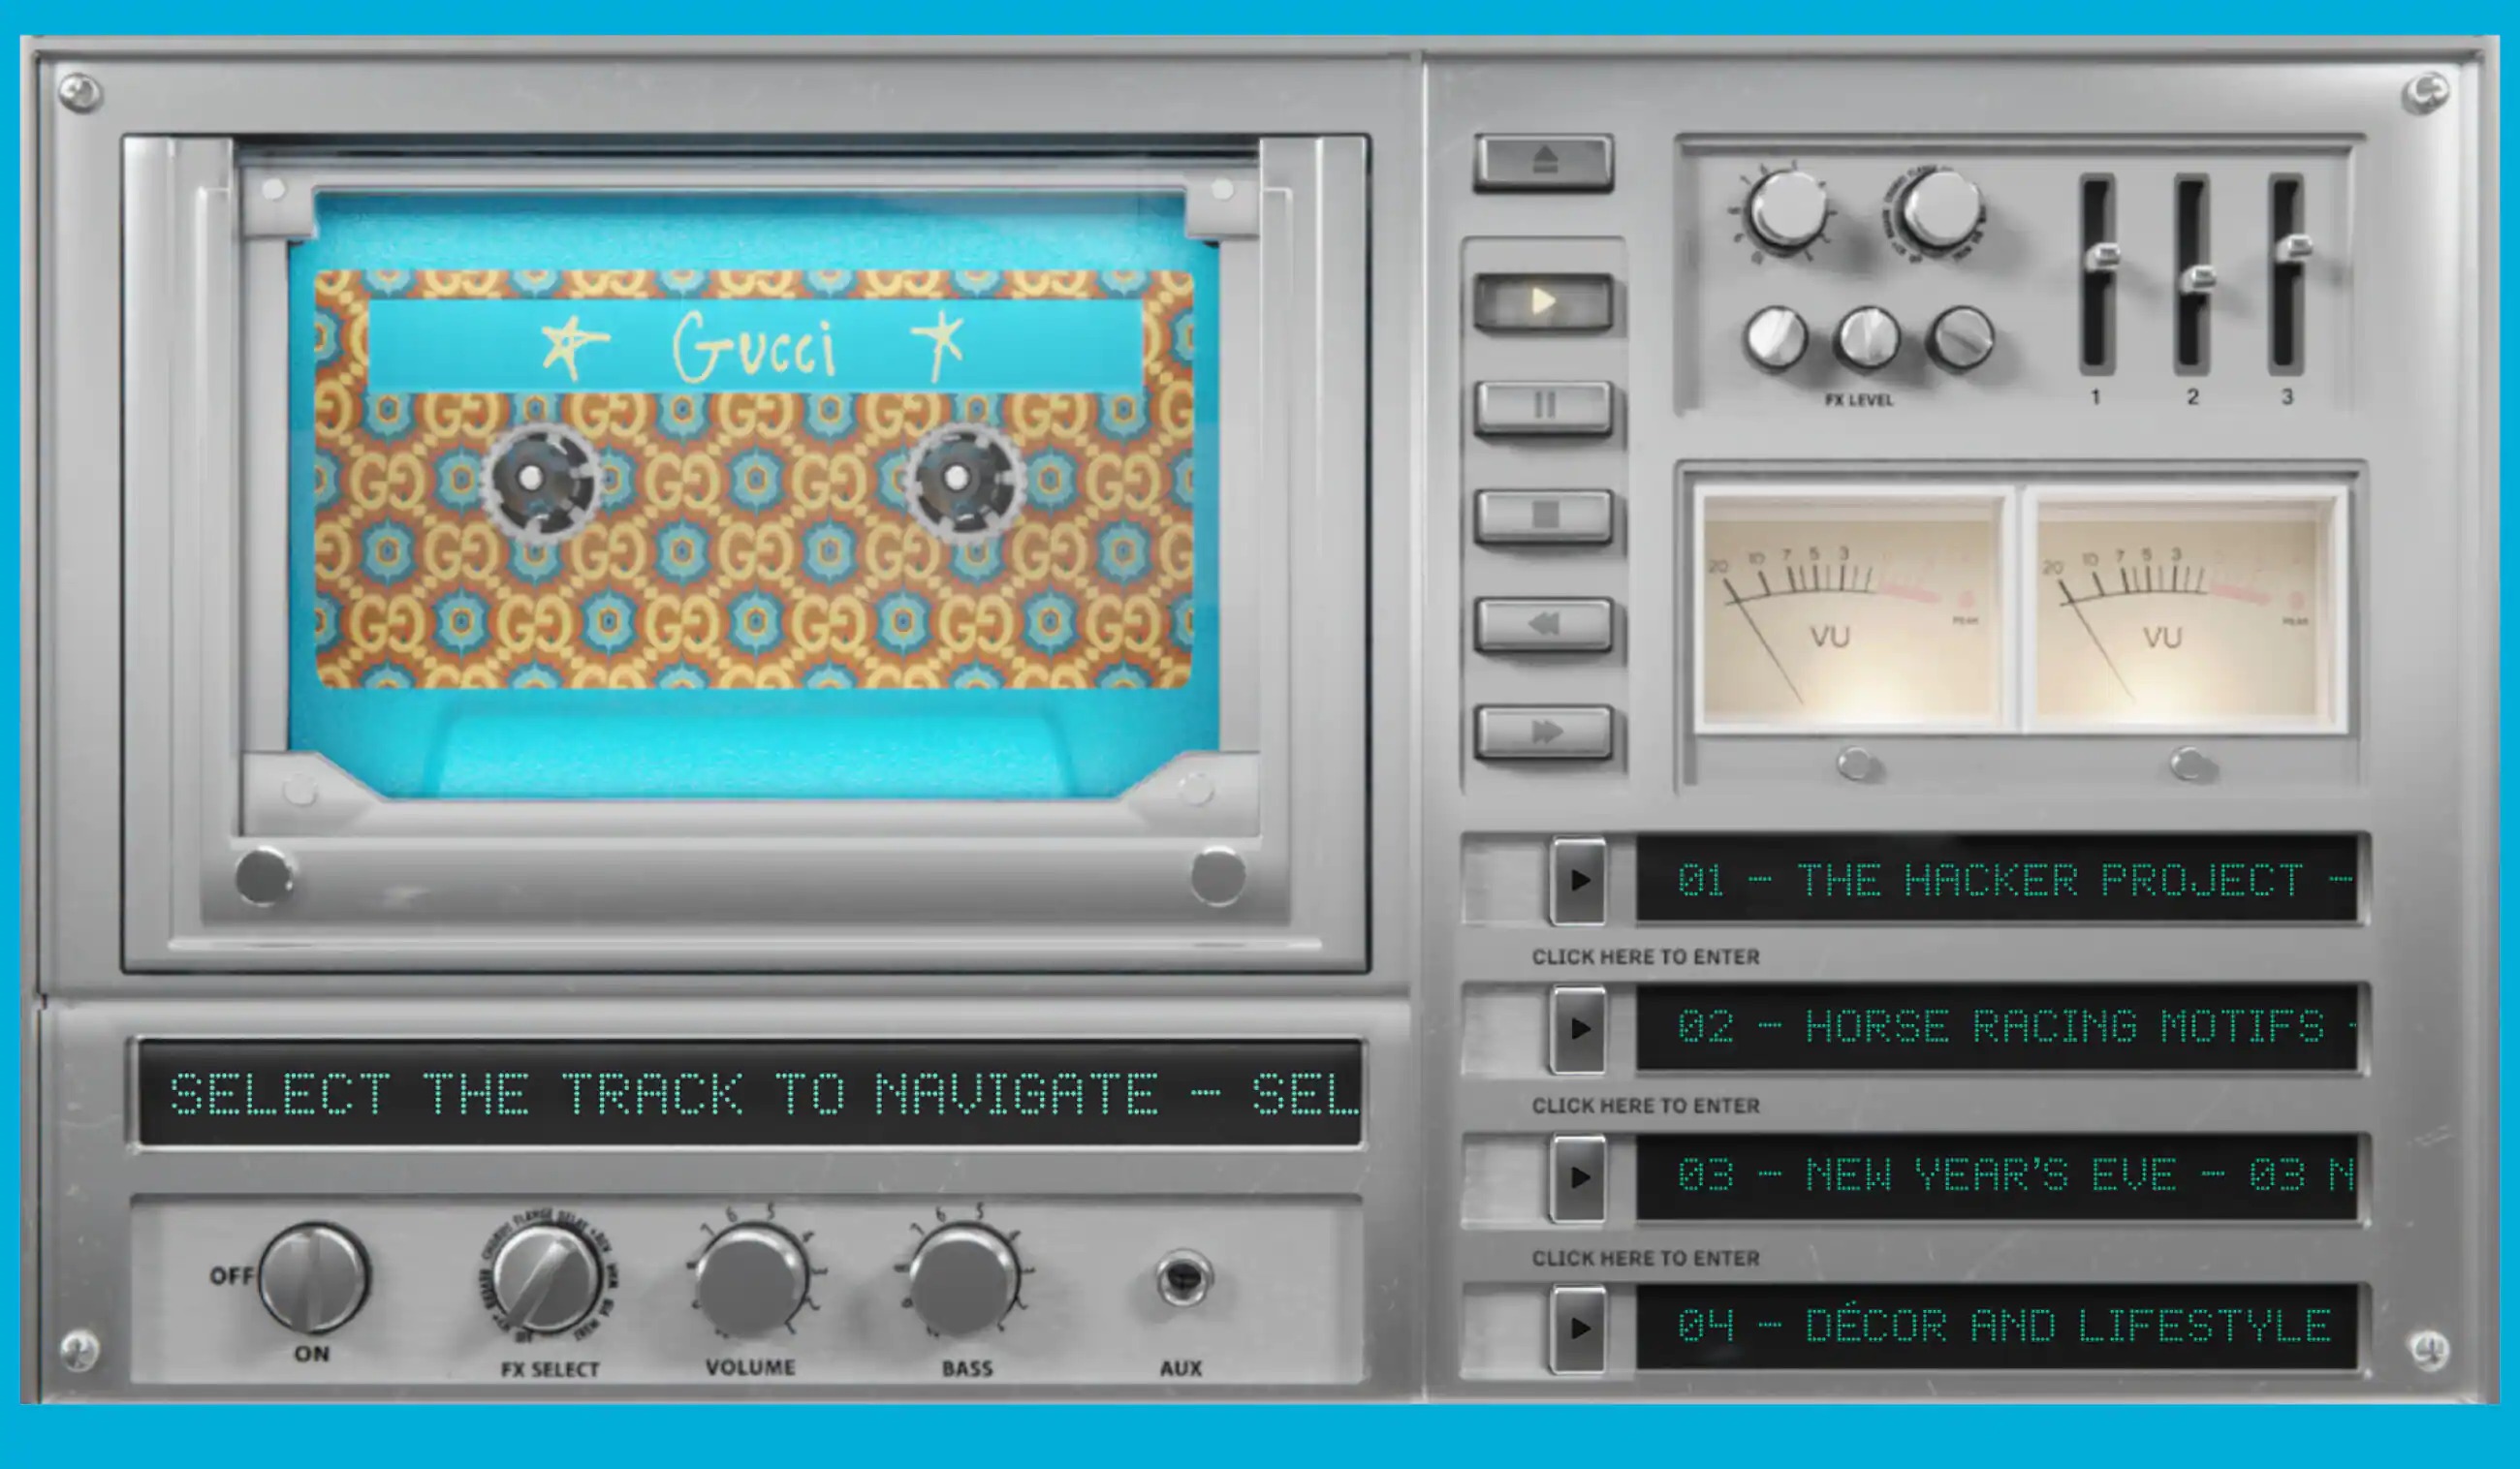 Gucci
SELECT THE TRACK TO NAVIGATE - SEL
OFF
ON
FX SELECT
VOLUME
BASS
AUX
FX LEVEL
1 2 3
20 10 7 5 3
VU
PEAK
20 10 7 5 3
VU
PEAK
01 - THE HACKER PROJECT -
CLICK HERE TO ENTER
02 - HORSE RACING MOTIFS -
CLICK HERE TO ENTER
03 - NEW YEAR'S EVE - 03 N
CLICK HERE TO ENTER
04 - DÉCOR AND LIFESTYLE